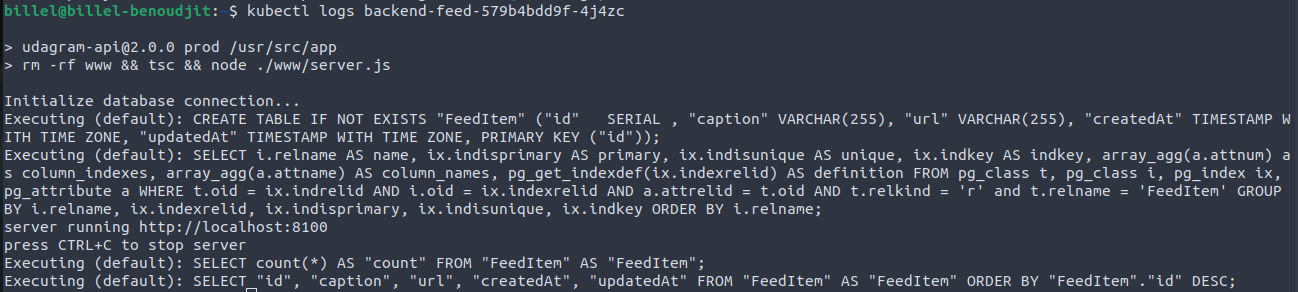 billel@billel-benoudjit:~$ kubectl logs backend-feed-579b4bdd9f-4j4zc
> udagram-api@2.0.0 prod /usr/src/app
> rm -rf www && tsc && node ./www/server.js
Initialize database connection...
Executing (default): CREATE TABLE IF NOT EXISTS "FeedItem" ("id"   SERIAL , "caption" VARCHAR(255), "url" VARCHAR(255), "createdAt" TIMESTAMP W
ITH TIME ZONE, "updatedAt" TIMESTAMP WITH TIME ZONE, PRIMARY KEY ("id"));
Executing (default): SELECT i.relname AS name, ix.indisprimary AS primary, ix.indisunique AS unique, ix.indkey AS indkey, array_agg(a.attnum) a
s column_indexes, array_agg(a.attname) AS column_names, pg_get_indexdef(ix.indexrelid) AS definition FROM pg_class t, pg_class i, pg_index ix,
pg_attribute a WHERE t.oid = ix.indrelid AND i.oid = ix.indexrelid AND a.attrelid = t.oid AND t.relkind = 'r' and t.relname = 'FeedItem' GROUP
BY i.relname, ix.indexrelid, ix.indisprimary, ix.indisunique, ix.indkey ORDER BY i.relname;
server running http://localhost:8100
press CTRL+C to stop server
Executing (default): SELECT count(*) AS "count" FROM "FeedItem" AS "FeedItem";
Executing (default): SELECT "id", "caption", "url", "createdAt", "updatedAt" FROM "FeedItem" AS "FeedItem" ORDER BY "FeedItem"."id" DESC;